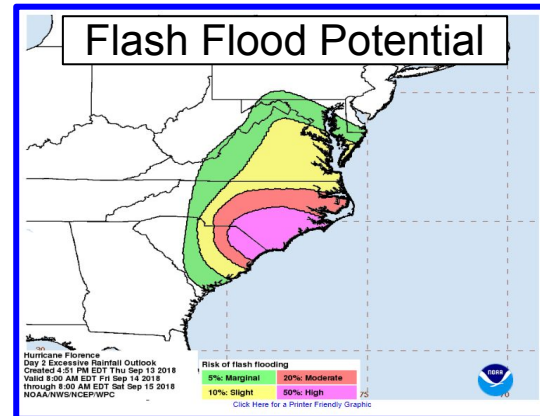 Flash Flood Potential
Hurricane Florence
Day 2 Excessive Rainfall Outlook
Created 4:51 PM EDT Thu Sep 13 2018
Valid 8:00 AM EDT Fri Sep 14 2018
through 8:00 AM EDT Sat Sep 15 2018
NOAA/NWS/NCEP/WPC
Risk of flash flooding
5%: Marginal 20%: Moderate
10%: Slight 50%: High
Click Here for a Printer Friendly Graphic
75
70
NOAA